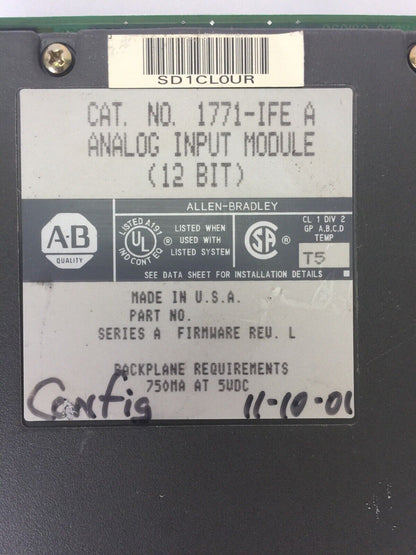 SD1CL0UR
CAT. NO. 1771-IFE A
ANALOG INPUT MODULE
(12 BIT)
ALLEN-BRADLEY
A-B
QUALITY
LISTED A191
UL
IND CONT EQ
®
LISTED WHEN
USED WITH
LISTED SYSTEM
SA
®
CL 1 DIV 2
GP A,B,C,D
TEMP
T5
SEE DATA SHEET FOR INSTALLATION DETAILS
MADE IN U.S.A.
PART NO.
SERIES A FIRMWARE REV. L
BACKPLANE REQUIREMENTS
750MA AT 5VDC
Config 11-10-01